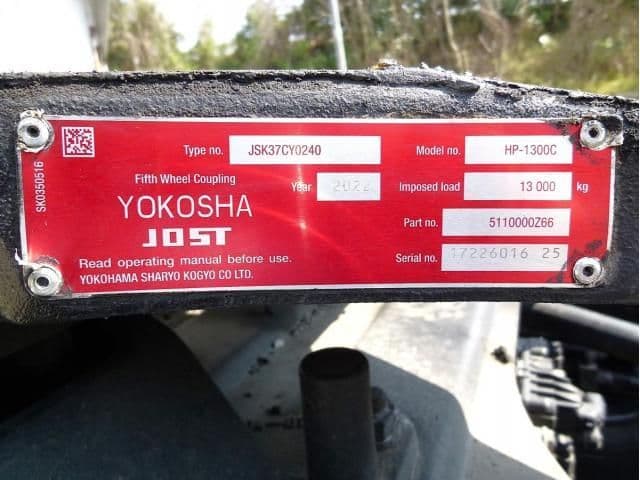 SK0350516
Type no. JSK37CY0240 Model no. HP-1300C
Fifth Wheel Coupling Year 2022 Imposed load 13 000 kg
YOKOSHA
JOST
Part no. 5110000Z66
Read operating manual before use. Serial no. 17226016 25
YOKOHAMA SHARYO KOGYO CO LTD.